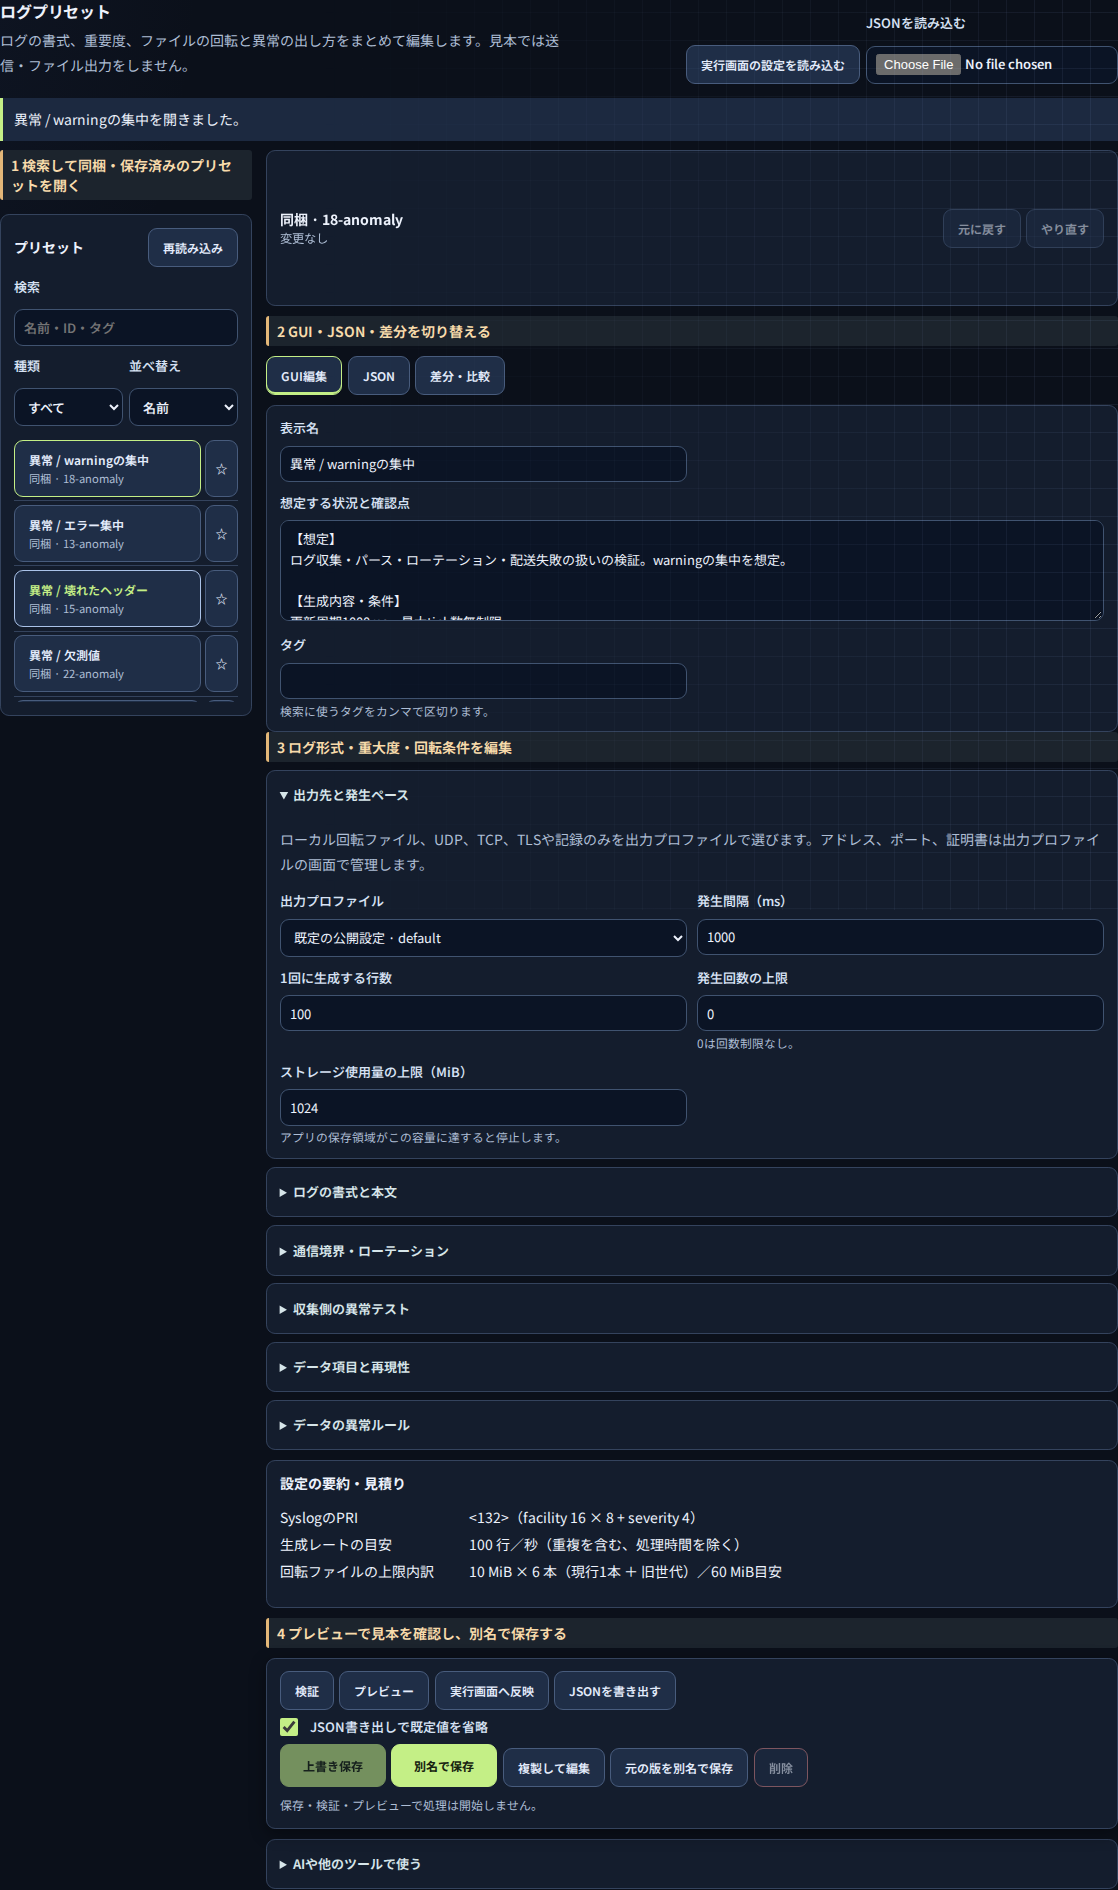 ログプリセット
ログの書式、重要度、ファイルの回転と異常の出し方をまとめて編集します。見本では送
信・ファイル出力をしません。
実行画面の設定を読み込む
JSONを読み込む
Choose File No file chosen
異常 / warningの集中を開きました。
1 検索して同梱・保存済みのプリセ
ットを開く
プリセット
再読み込み
検索
名前・ID・タグ
種類
並べ替え
すべて
名前
異常 / warningの集中
同梱 · 18-anomaly
☆
異常 / エラー集中
同梱 · 13-anomaly
☆
異常 / 壊れたヘッダー
同梱 · 15-anomaly
☆
異常 / 欠測値
同梱 · 22-anomaly
☆
同梱 · 18-anomaly
変更なし
元に戻す
やり直す
2 GUI・JSON・差分を切り替える
GUI編集
JSON
差分・比較
表示名
異常 / warningの集中
想定する状況と確認点
【想定】
ログ収集・パース・ローテーション・配送失敗の扱いの検証。warningの集中を想定。
【生成内容・条件】
タグ
検索に使うタグをカンマで区切ります。
3 ログ形式・重大度・回転条件を編集
▼ 出力先と発生ペース
ローカル回転ファイル、UDP、TCP、TLSや記録のみを出力プロファイルで選びます。アドレス、ポート、証明書は出力プロファイ
ルの画面で管理します。
出力プロファイル
発生間隔（ms）
既定の公開設定 · default
1000
1回に生成する行数
発生回数の上限
100
0
0は回数制限なし。
ストレージ使用量の上限（MiB）
1024
アプリの保存領域がこの容量に達すると停止します。
▶ ログの書式と本文
▶ 通信境界・ローテーション
▶ 収集側の異常テスト
▶ データ項目と再現性
▶ データの異常ルール
設定の要約・見積り
SyslogのPRI <132>（facility 16 × 8 + severity 4）
生成レートの目安 100 行／秒（重複を含む、処理時間を除く）
回転ファイルの上限内訳 10 MiB × 6 本（現行1本 ＋ 旧世代）／60 MiB目安
4 プレビューで見本を確認し、別名で保存する
検証
プレビュー
実行画面へ反映
JSONを書き出す
JSON書き出しで既定値を省略
上書き保存
別名で保存
複製して編集
元の版を別名で保存
削除
保存・検証・プレビューで処理は開始しません。
▶ AIや他のツールで使う